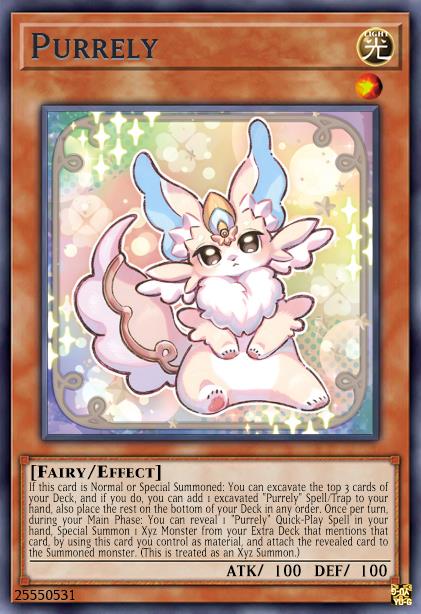 PURRELY
LIGHT
光
[FAIRY/EFFECT]
If this card is Normal or Special Summoned: You can excavate the top 3 cards
of your Deck, and if you do, you can add 1 excavated "Purrely" Spell/Trap to your
hand, also place the rest on the bottom of your Deck in any order. Once per turn,
during your Main Phase: You can reveal 1 "Purrely" Quick-Play Spell in your
hand, Special Summon 1 Xyz Monster from your Extra Deck that mentions that
card, by using this card you control as material, and attach the revealed card to
the Summoned monster. (This is treated as an Xyz Summon.)
ATK/ 100 DEF/ 100
25550531